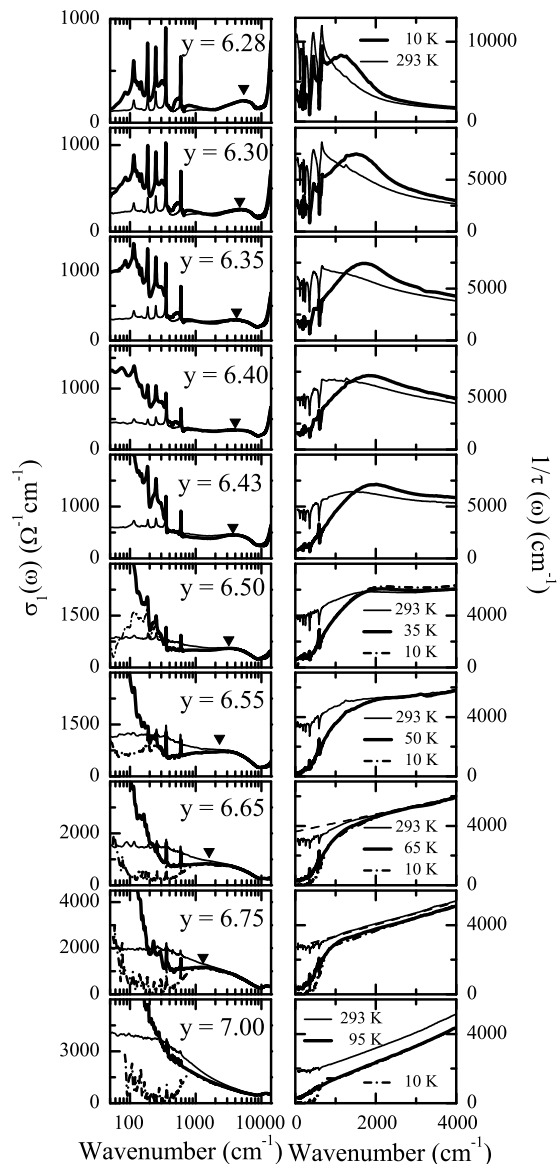 1000
0
y = 6.28
10 K
293 K
10000
0
1000
0
y = 6.30
5000
0
1000
0
y = 6.35
5000
0
1000
0
y = 6.40
5000
0
1000
0
y = 6.43
5000
0
1500
0
y = 6.50
293 K
35 K
10 K
4000
0
1500
0
y = 6.55
293 K
50 K
10 K
4000
0
2000
0
y = 6.65
293 K
65 K
10 K
4000
0
4000
2000
0
y = 6.75
4000
0
3000
0
y = 7.00
293 K
95 K
10 K
4000
0
100 1000 10000
0 2000 4000
Wavenumber (cm⁻¹)
Wavenumber (cm⁻¹)
σ₁(ω) (Ω⁻¹cm⁻¹)
1/τ (ω) (cm⁻¹)